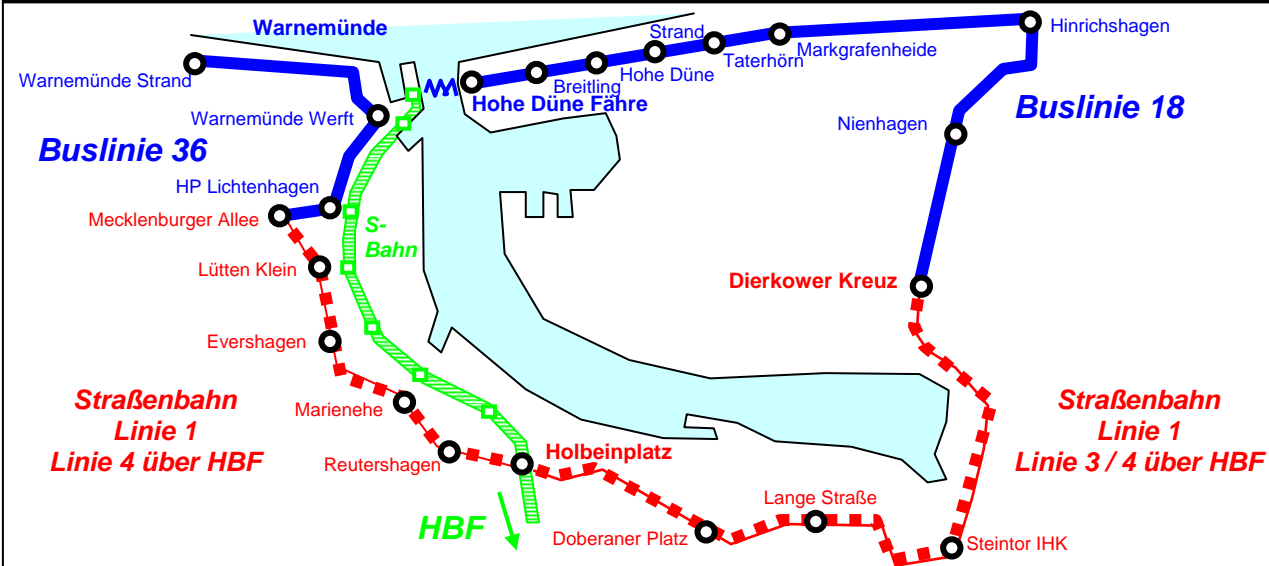 Warnemünde
Strand
Hinrichshagen
Markgrafenheide
Taterhörn
Hohe Düne
Breitling
Warnemünde Strand
Hohe Düne Fähre
Buslinie 18
Warnemünde Werft
Nienhagen
Buslinie 36
HP Lichtenhagen
Mecklenburger Allee
S-
Bahn
Lütten Klein
Dierkower Kreuz
Evershagen
Straßenbahn
Linie 1
Linie 4 über HBF
Marienehe
Straßenbahn
Linie 1
Linie 3 / 4 über HBF
Reutershagen
Holbeinplatz
Lange Straße
HBF
Doberaner Platz
Steintor IHK